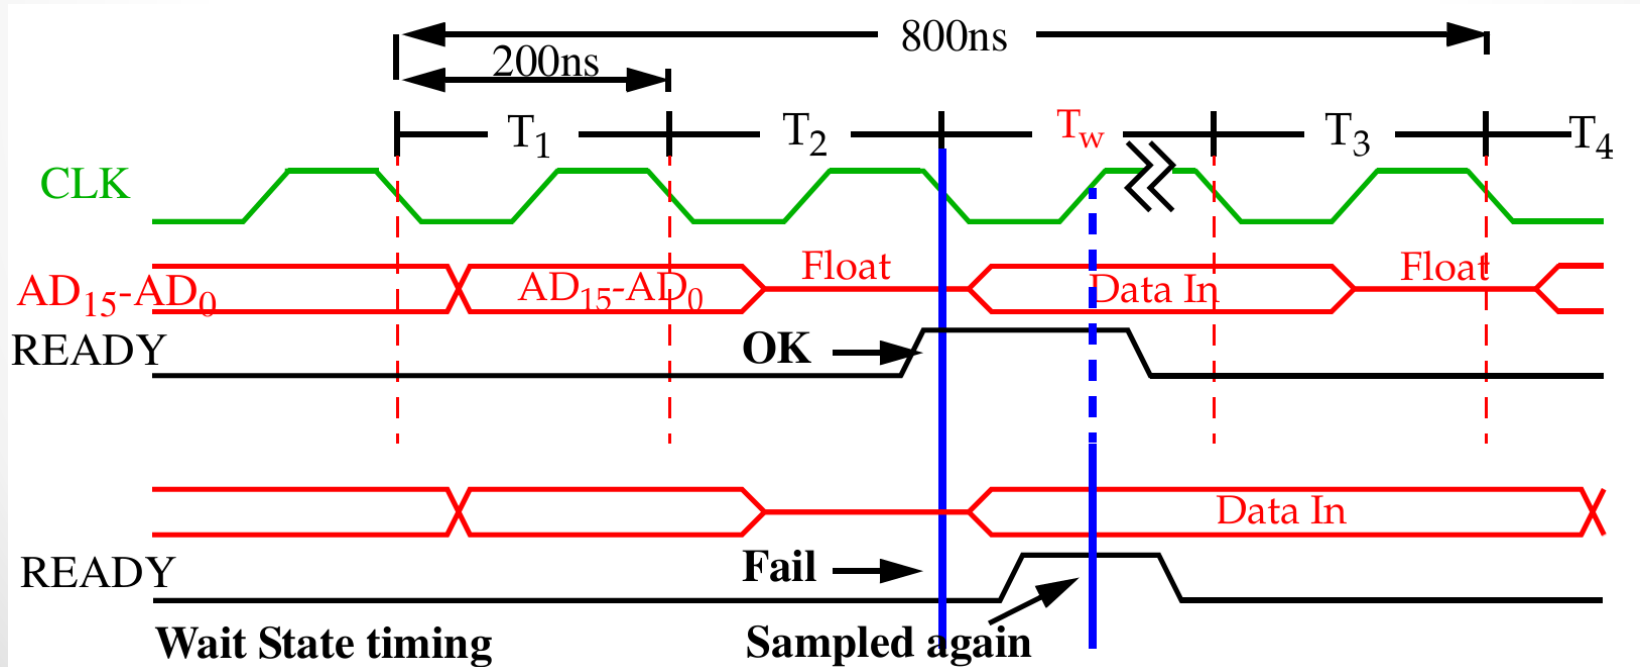 800ns
200ns
T1 T2 Tw T3 T4
CLK
Float Float
AD15-AD0 AD15-AD0 Data In
READY OK
Data In
READY Fail
Wait State timing Sampled again